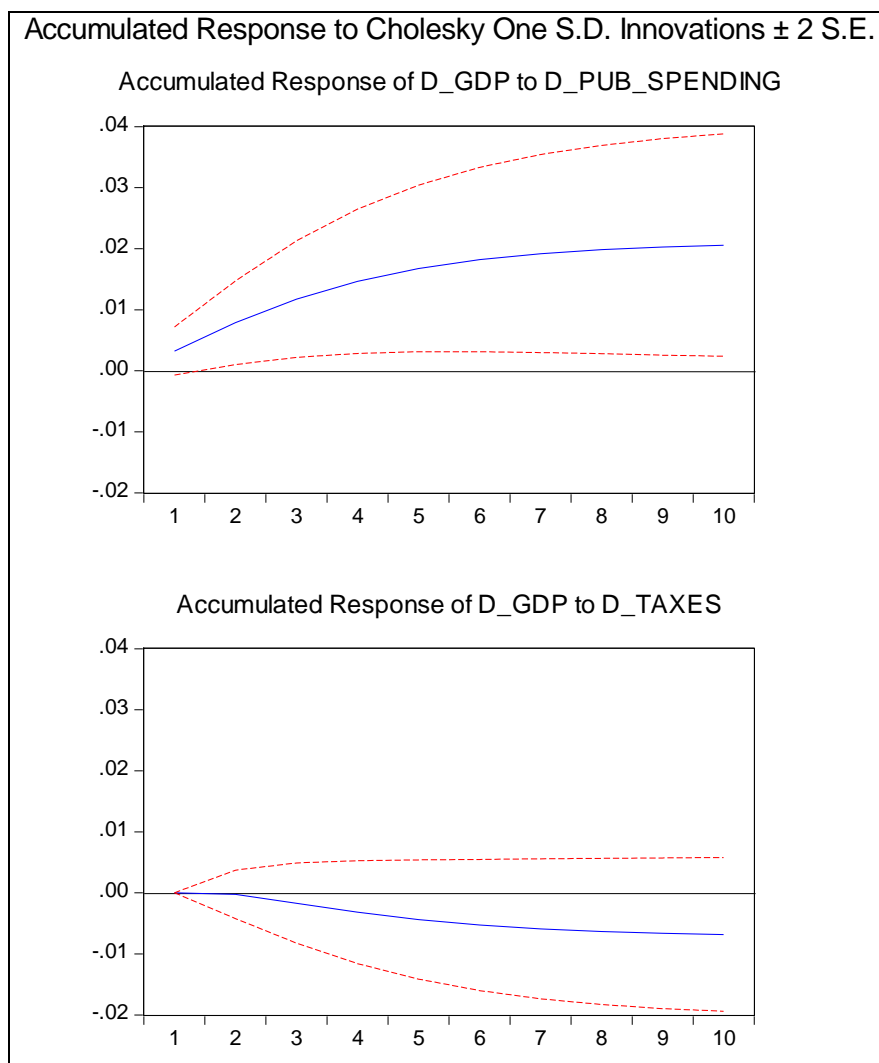 Accumulated Response to Cholesky One S.D. Innovations ± 2 S.E.
Accumulated Response of D_GDP to D_PUB_SPENDING
.04
.03
.02
.01
.00
-.01
-.02
1 2 3 4 5 6 7 8 9 10
Accumulated Response of D_GDP to D_TAXES
.04
.03
.02
.01
.00
-.01
-.02
1 2 3 4 5 6 7 8 9 10